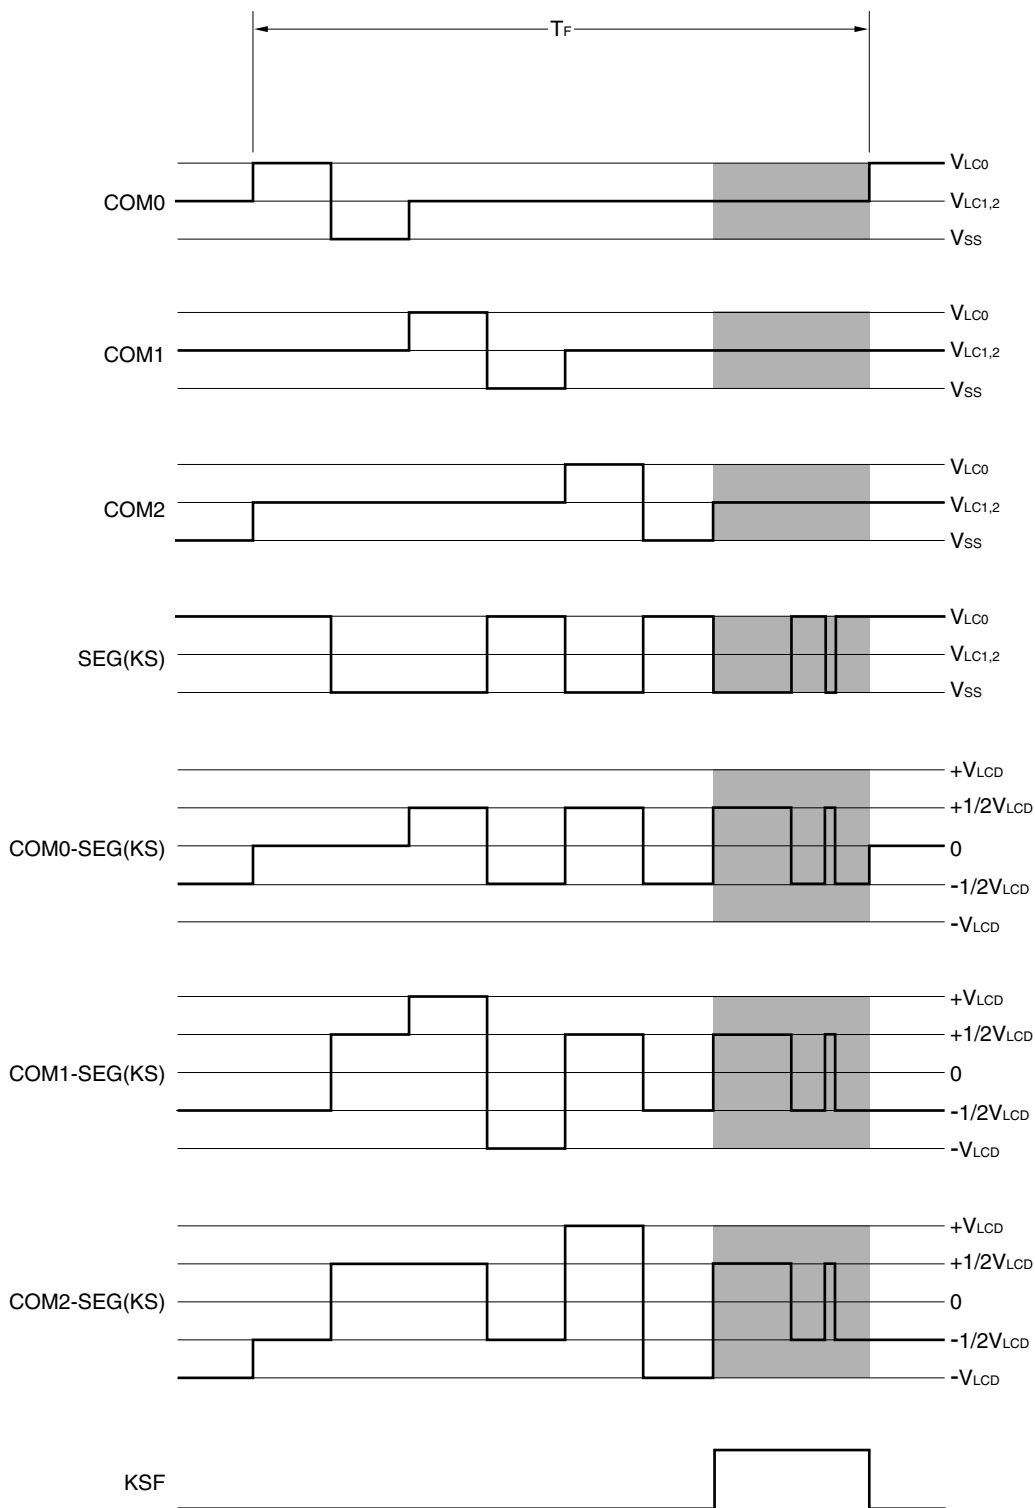 TF
COM0
VLC0
VLC1,2
VSS
COM1
VLC0
VLC1,2
VSS
COM2
VLC0
VLC1,2
VSS
SEG(KS)
VLC0
VLC1,2
VSS
COM0-SEG(KS)
+VLCD
+1/2VLCD
0
-1/2VLCD
-VLCD
COM1-SEG(KS)
+VLCD
+1/2VLCD
0
-1/2VLCD
-VLCD
COM2-SEG(KS)
+VLCD
+1/2VLCD
0
-1/2VLCD
-VLCD
KSF